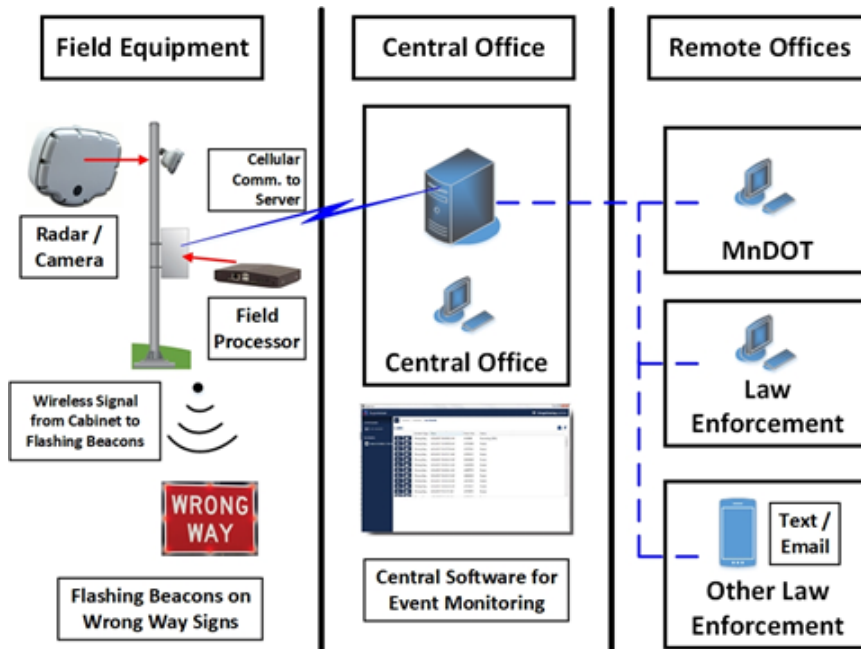 Field Equipment
Central Office
Remote Offices
Radar /
Camera
Cellular
Comm. to
Server
Field
Processor
Wireless Signal
from Cabinet to
Flashing Beacons
WRONG
WAY
Flashing Beacons on
Wrong Way Signs
Central Office
Central Software for
Event Monitoring
MnDOT
Law
Enforcement
Text /
Email
Other Law
Enforcement